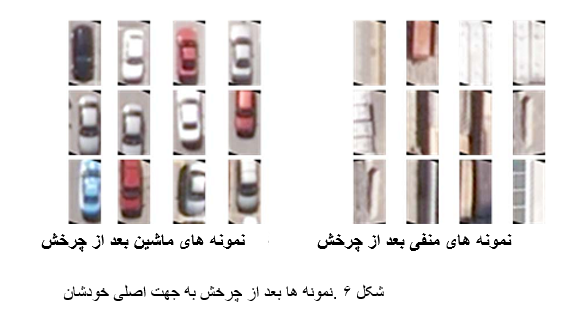 نمونه های منفی بعد از چرخش
نمونه های ماشین بعد از چرخش
شکل ۶ .نمونه ها بعد از چرخش به جهت اصلی خودشان